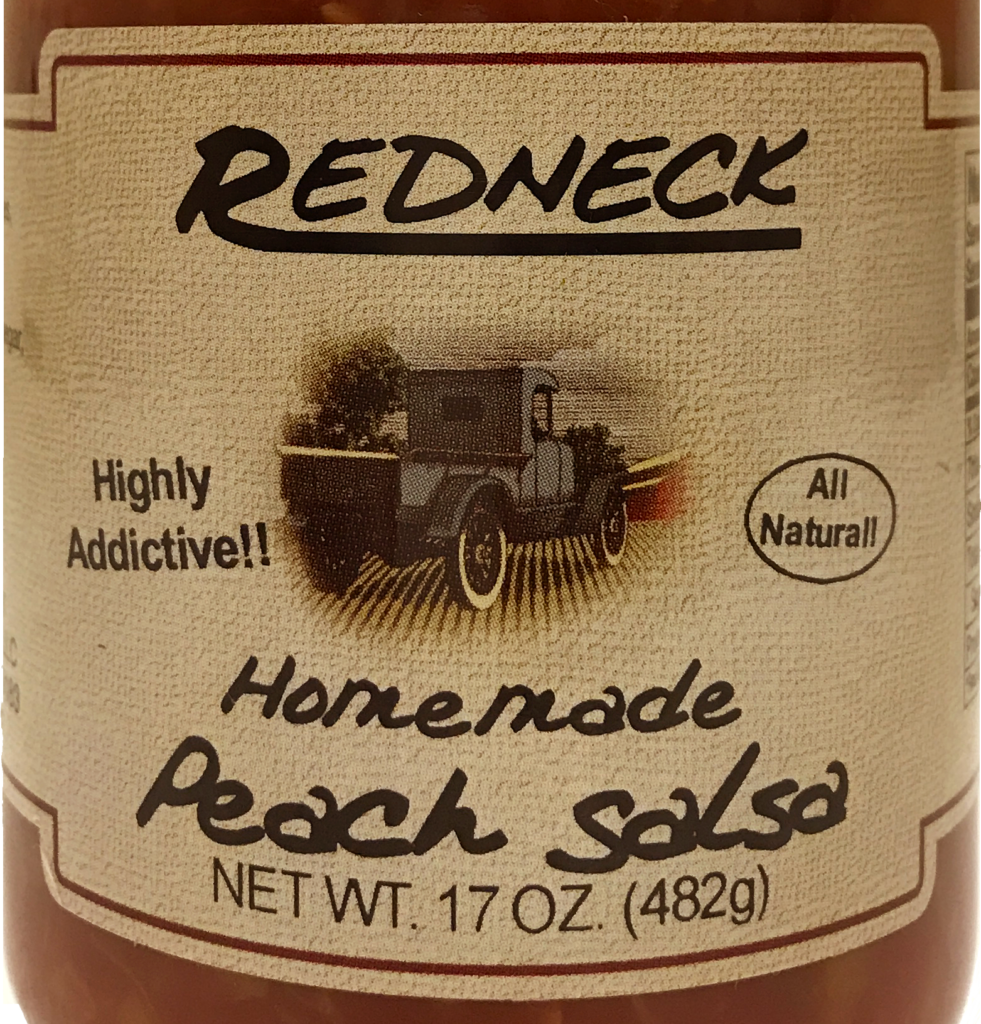 REDNECK
Highly
Addictive!!
All
Natural!
Homemade
Peach Salsa
NET WT. 17 OZ. (482g)